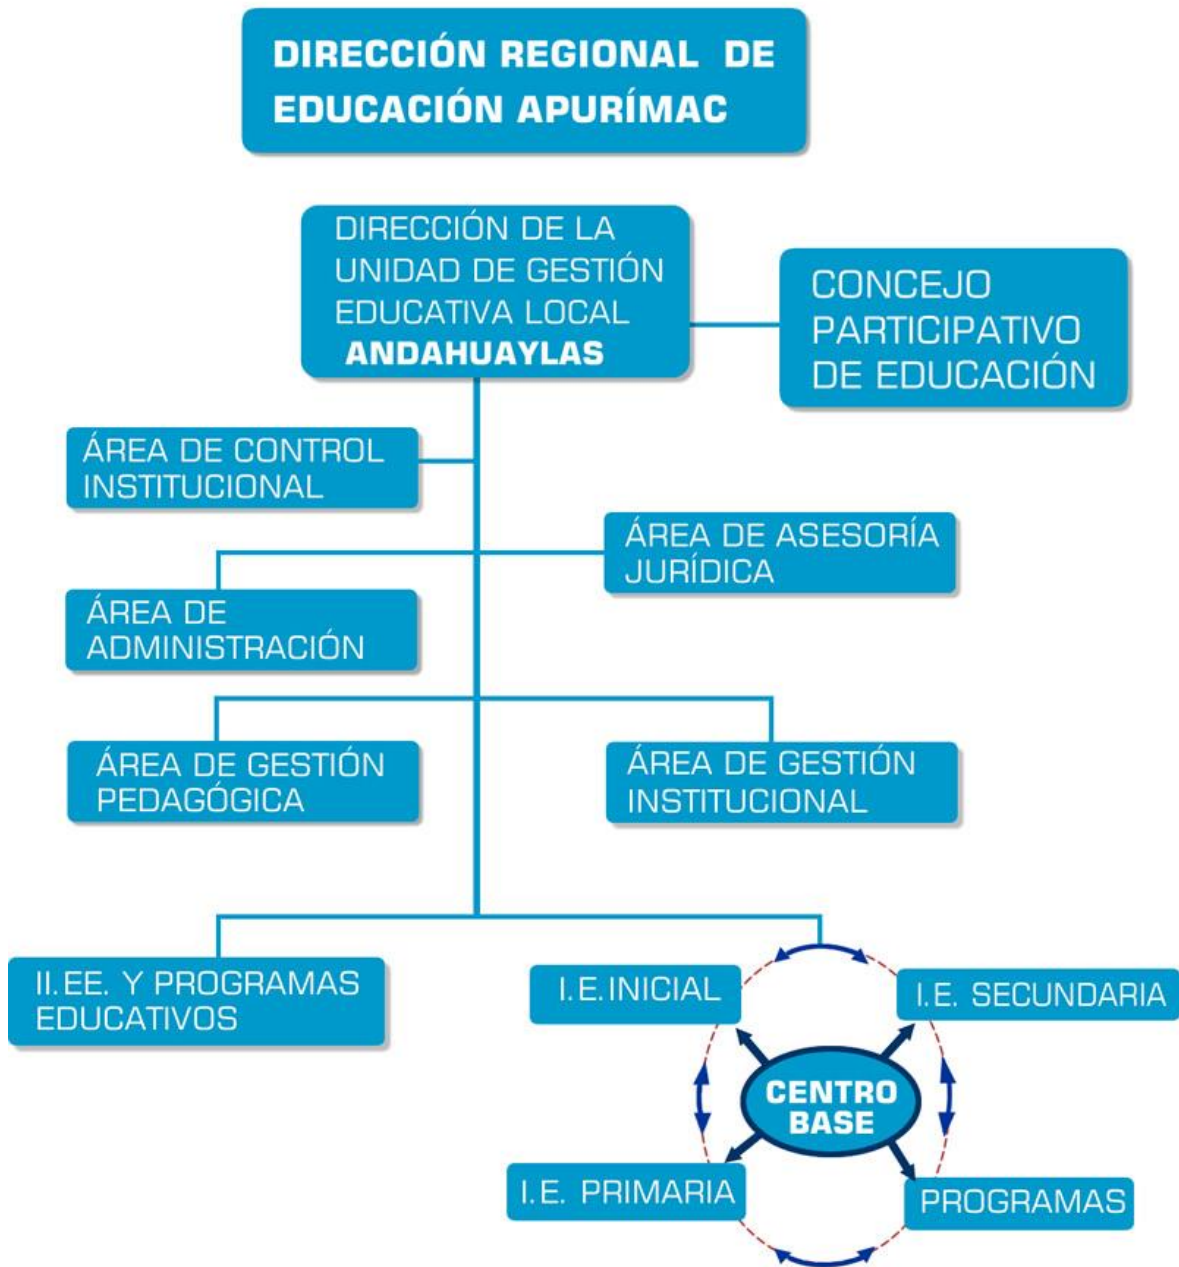 DIRECCIÓN REGIONAL DE
EDUCACIÓN APURÍMAC
DIRECCIÓN DE LA
UNIDAD DE GESTIÓN
EDUCATIVA LOCAL
ANDAHUAYLAS
CONCEJO
PARTICIPATIVO
DE EDUCACIÓN
ÁREA DE CONTROL
INSTITUCIONAL
ÁREA DE ASESORÍA
JURÍDICA
ÁREA DE
ADMINISTRACIÓN
ÁREA DE GESTIÓN
PEDAGÓGICA
ÁREA DE GESTIÓN
INSTITUCIONAL
II.EE. Y PROGRAMAS
EDUCATIVOS
I.E.INICIAL
I.E. SECUNDARIA
CENTRO
BASE
I.E. PRIMARIA
PROGRAMAS